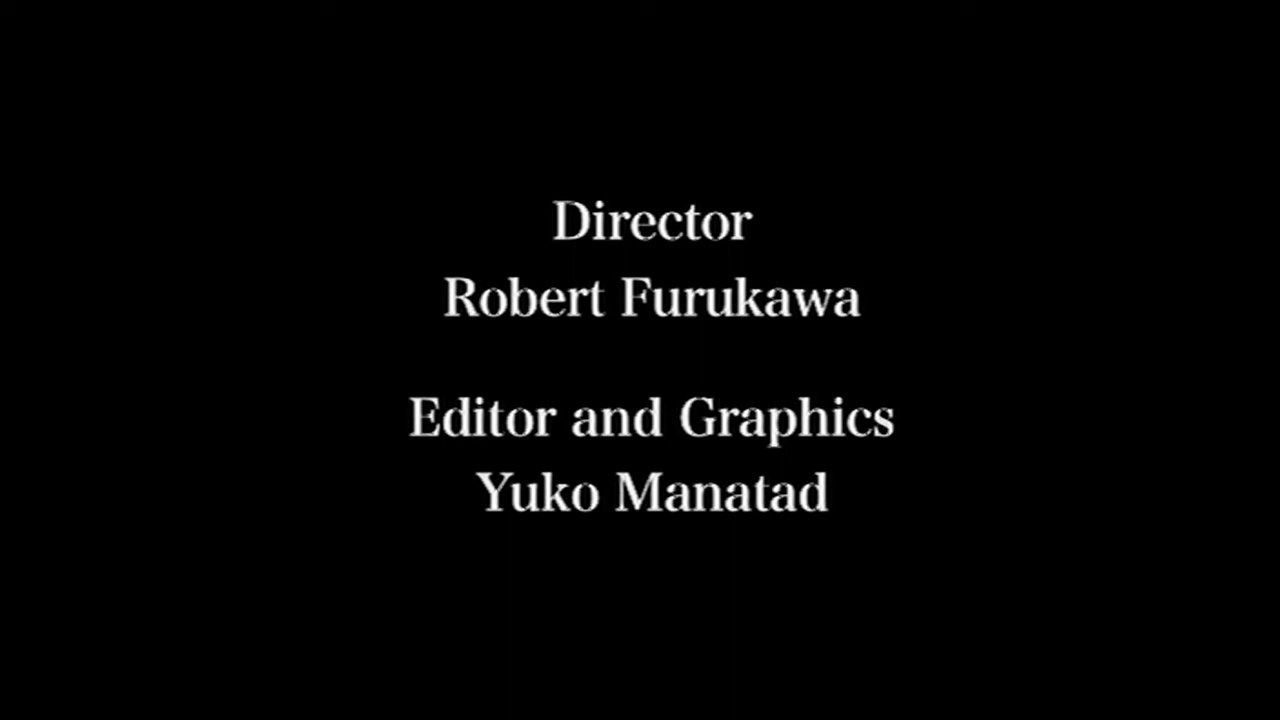 Director
Robert Furukawa
Editor and Graphics
Yuko Manatad